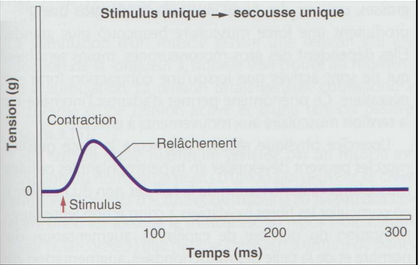 Stimulus unique → secousse unique
Tension (g)
Contraction
Relâchement
0
Stimulus
100
200
300
Temps (ms)